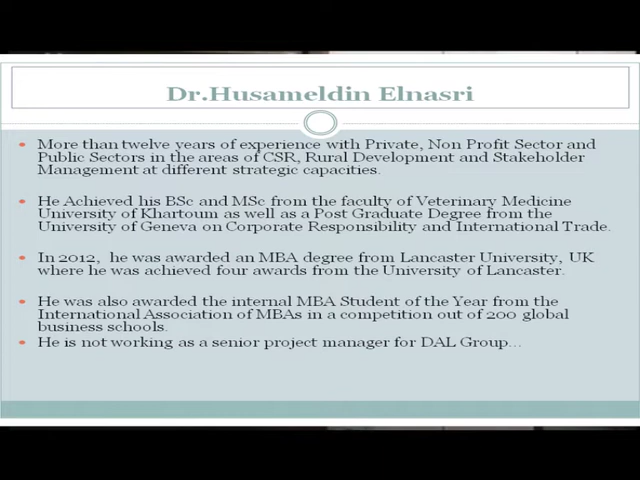 Dr.Husameldin Elnasri
• More than twelve years of experience with Private, Non Profit Sector and
Public Sectors in the areas of CSR, Rural Development and Stakeholder
Management at different strategic capacities.
• He Achieved his BSc and MSc from the faculty of Veterinary Medicine
University of Khartoum as well as a Post Graduate Degree from the
University of Geneva on Corporate Responsibility and International Trade.
• In 2012, he was awarded an MBA degree from Lancaster University, UK
where he was achieved four awards from the University of Lancaster.
• He was also awarded the internal MBA Student of the Year from the
International Association of MBAs in a competition out of 200 global
business schools.
• He is not working as a senior project manager for DAL Group...